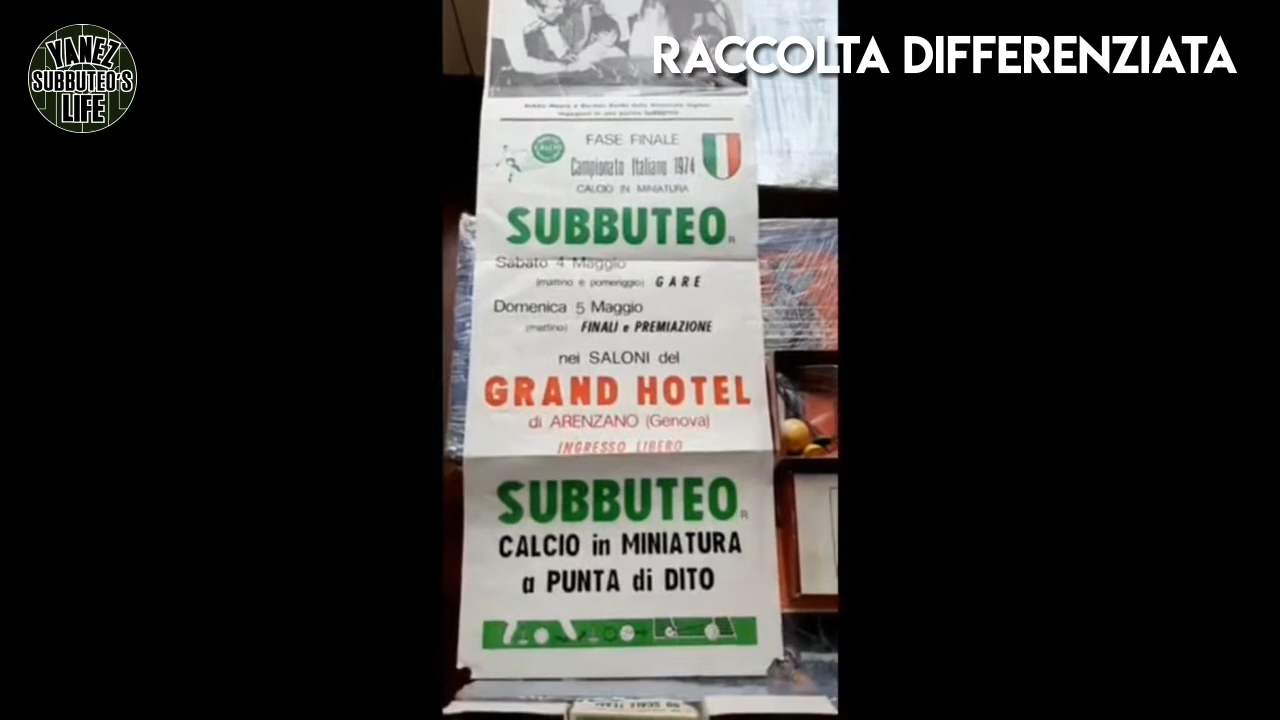 YANEZ
SUBBUTEO'S
LIFE
RACCOLTA DIFFERENZIATA
FASE FINALE
CALCIO
Campionato Italiano 1974
CALCIO IN MINIATURA
SUBBUTEO R
Sabato 4 Maggio
(mattino e pomeriggio) GARE
Domenica 5 Maggio
(mattino) FINALI e PREMIAZIONE
nei SALONI del
GRAND HOTEL
di ARENZANO (Genova)
INGRESSO LIBERO
SUBBUTEO R
CALCIO in MINIATURA
a PUNTA di DITO